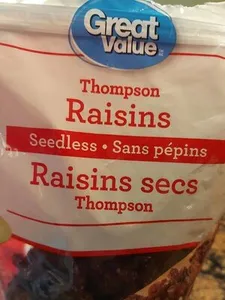 Great
Value
Thompson
Raisins
Seedless • Sans pépins
Raisins secs
Thompson